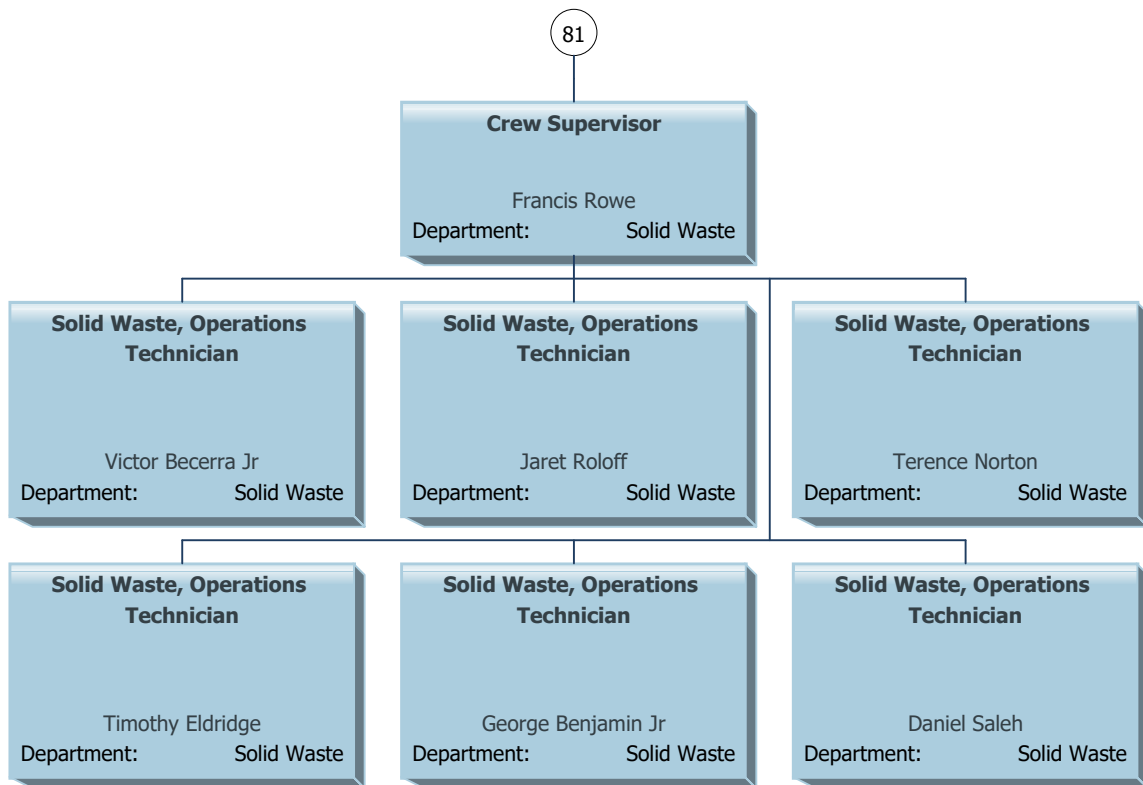 81
Crew Supervisor
Francis Rowe
Department: Solid Waste
Solid Waste, Operations
Technician
Victor Becerra Jr
Department: Solid Waste
Solid Waste, Operations
Technician
Jaret Roloff
Department: Solid Waste
Solid Waste, Operations
Technician
Terence Norton
Department: Solid Waste
Solid Waste, Operations
Technician
Timothy Eldridge
Department: Solid Waste
Solid Waste, Operations
Technician
George Benjamin Jr
Department: Solid Waste
Solid Waste, Operations
Technician
Daniel Saleh
Department: Solid Waste